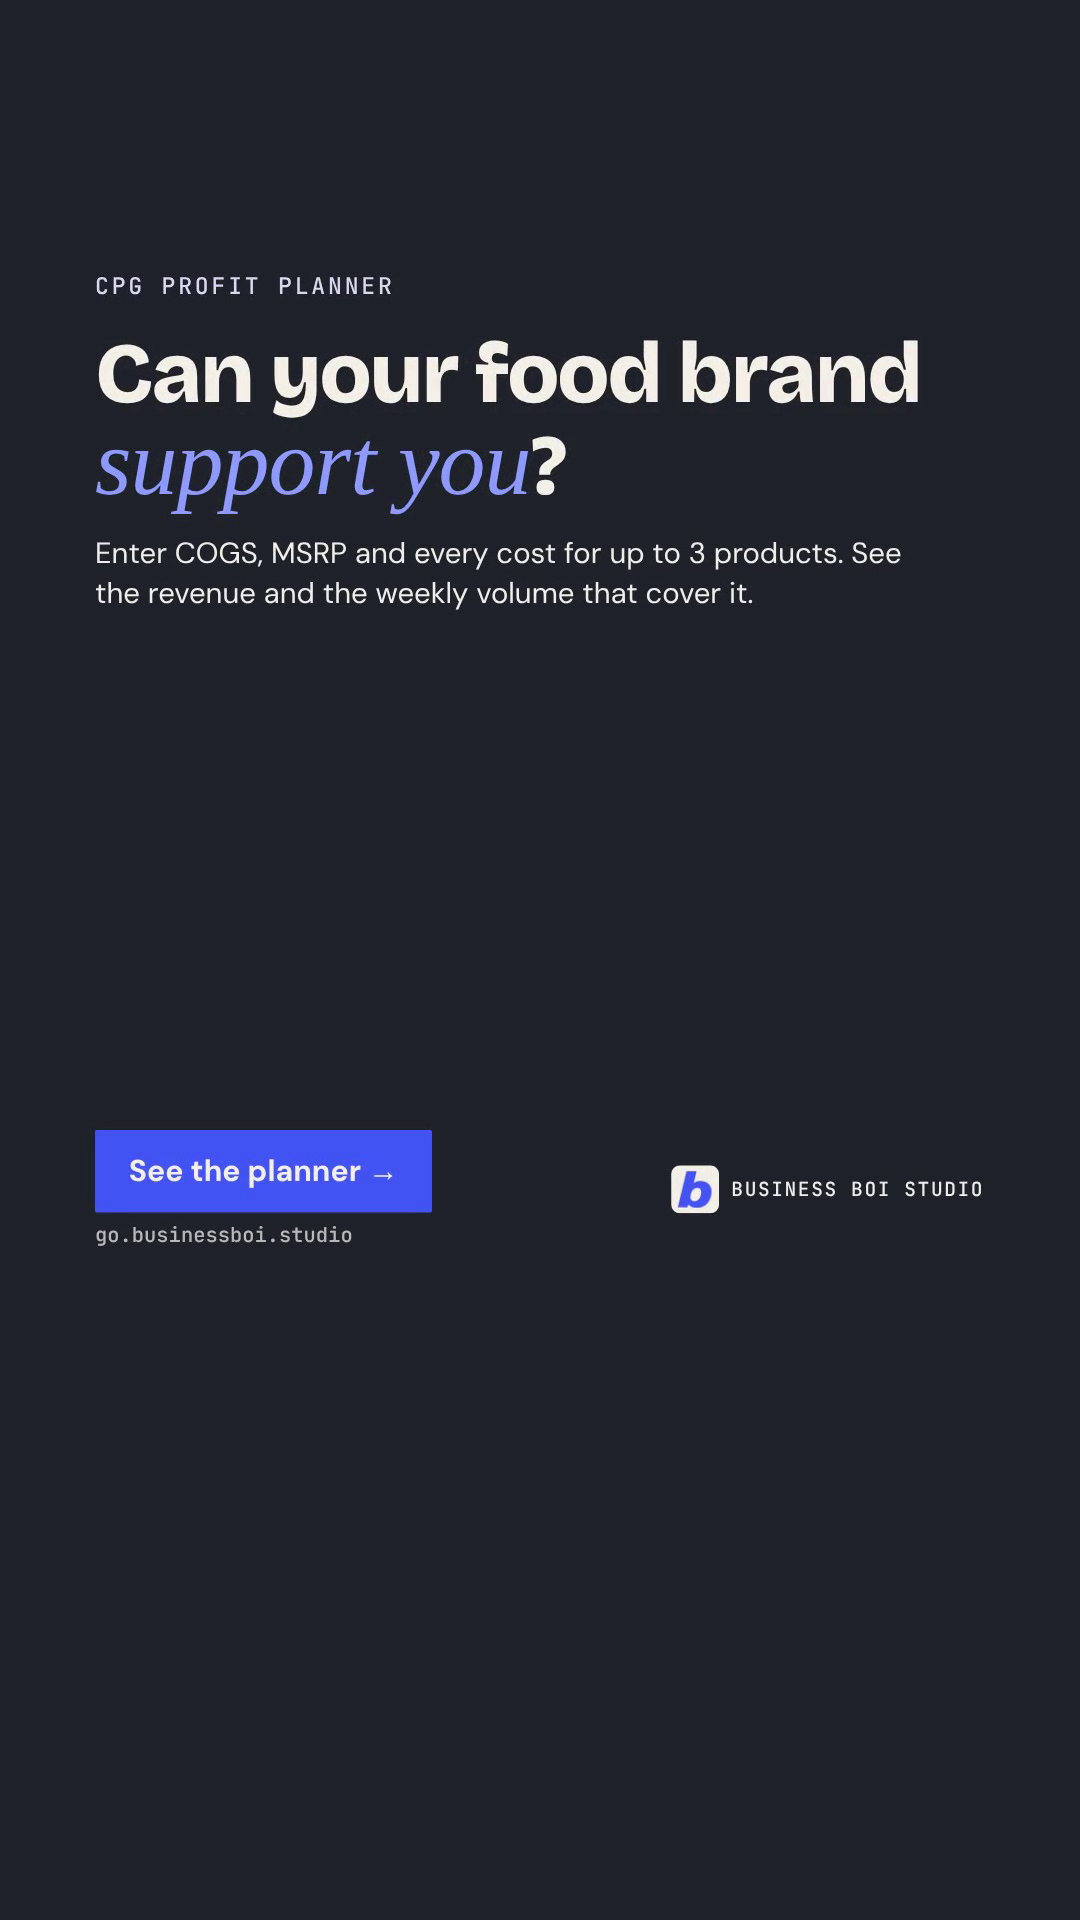 CPG PROFIT PLANNER
Can your food brand
support you?
Enter COGS, MSRP and every cost for up to 3 products. See
the revenue and the weekly volume that cover it.
See the planner →
go.businessboi.studio
b BUSINESS BOI STUDIO